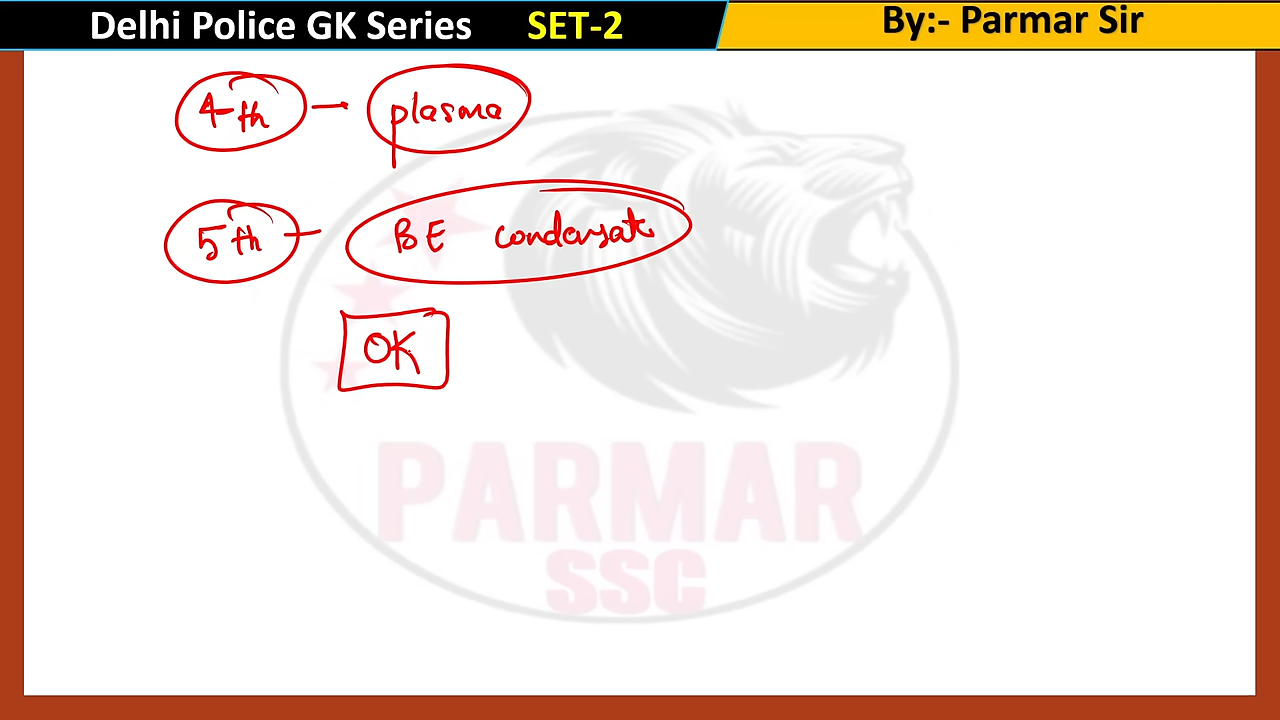 Delhi Police GK Series SET-2 By:- Parmar Sir
4th - plasma
5th - BE condensate
OK
PARMAR
SSC